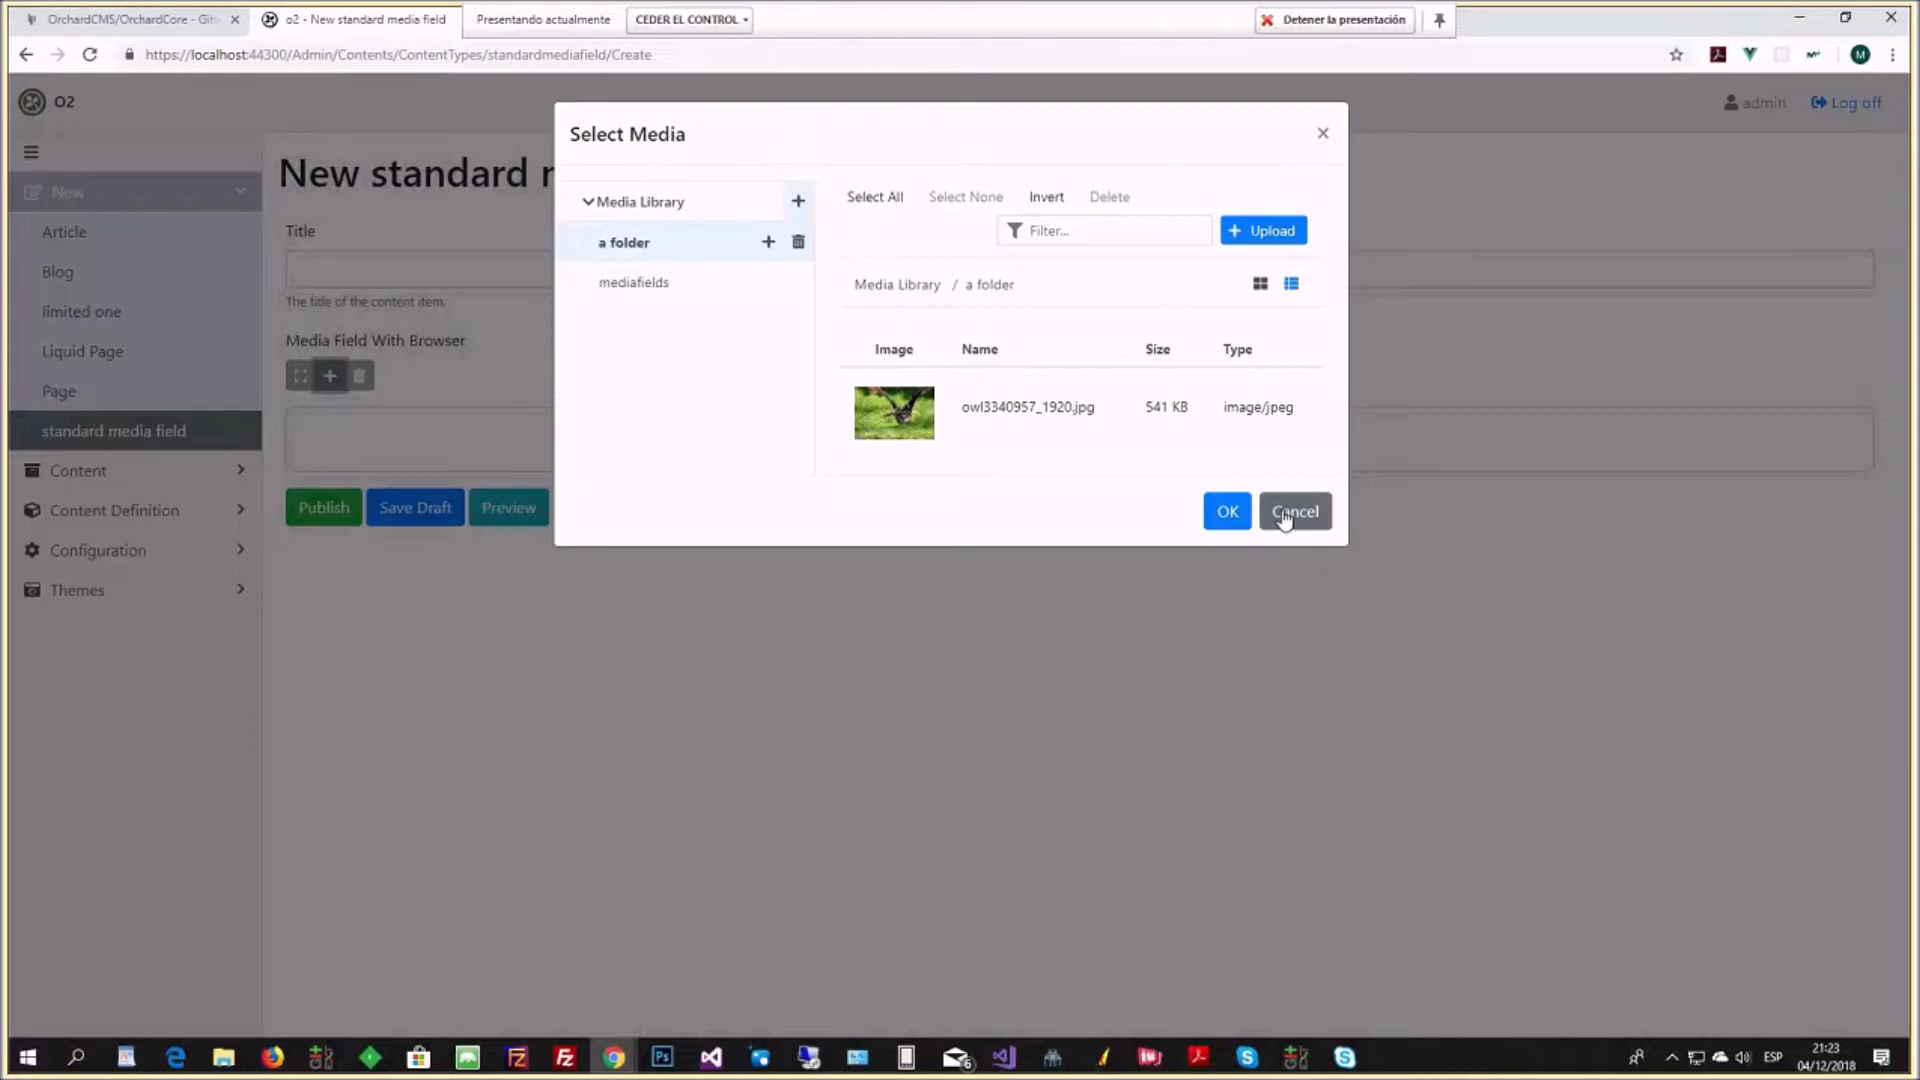 OrchardCMS/OrchardCore - Gith
o2 - New standard media field
Presentando actualmente
CEDER EL CONTROL
Detener la presentación
https://localhost:44300/Admin/Contents/ContentTypes/standardmediafield/Create
M
O2
admin
Log off
New
Article
Blog
limited one
Liquid Page
Page
standard media field
Content
Content Definition
Configuration
Themes
New standard
Title
The title of the content item.
Media Field With Browser
Publish
Save Draft
Preview
Select Media
Media Library
a folder
mediafields
Select All
Select None
Invert
Delete
Filter...
Upload
Media Library / a folder
Image Name Size Type
owl3340957_1920.jpg 541 KB image/jpeg
OK
Cancel
Ps
6
ESP
21:23
04/12/2018